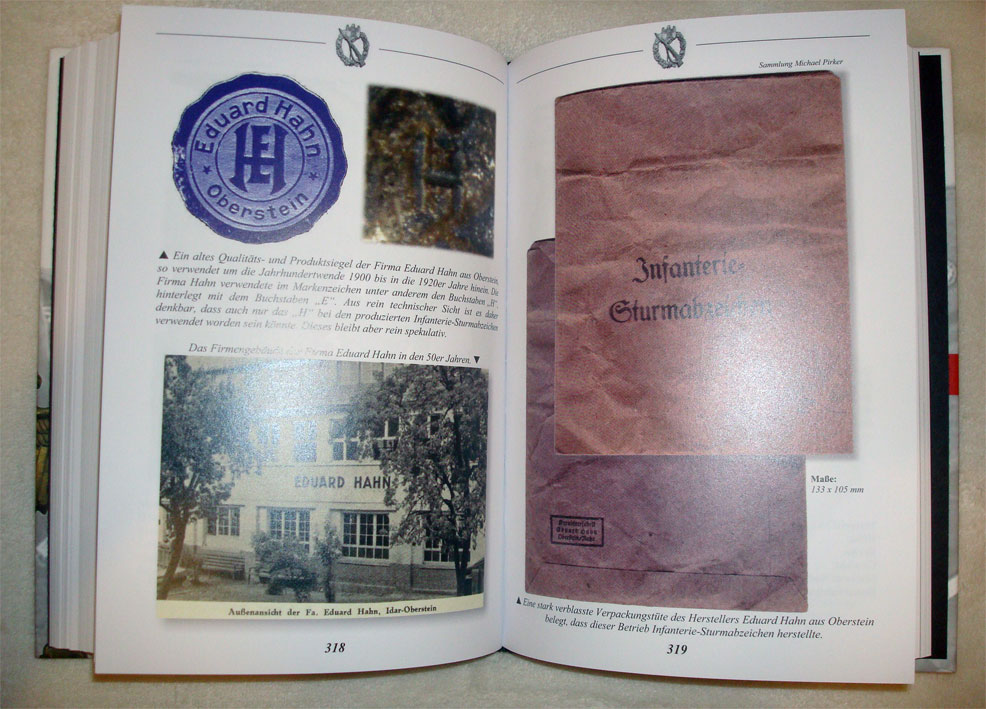 Eduard Hahn
HE
Oberstein
H
▲ Ein altes Qualitäts- und Produktsiegel der Firma Eduard Hahn aus Oberstein,
so verwendet um die Jahrhundertwende 1900 bis in die 1920er Jahre hinein. Die
Firma Hahn verwendete im Markenzeichen unter anderem den Buchstaben „H“
hinterlegt mit dem Buchstaben „E“. Aus rein technischer Sicht ist es daher
denkbar, dass auch nur das „H“ bei den produzierten Infanterie-Sturmabzeichen
verwendet worden sein könnte. Dieses bleibt aber rein spekulativ.
Das Firmengebäude der Firma Eduard Hahn in den 50er Jahren. ▼
EDUARD HAHN
Außenansicht der Fa. Eduard Hahn, Idar-Oberstein
318
Sammlung Michael Pirker
Infanterie-
Sturmabzeichen
Maße:
133 x 105 mm
Eduard Hahn
▲ Eine stark verblasste Verpackungstüte des Herstellers Eduard Hahn aus Oberstein
belegt, dass dieser Betrieb Infanterie-Sturmabzeichen herstellte.
319